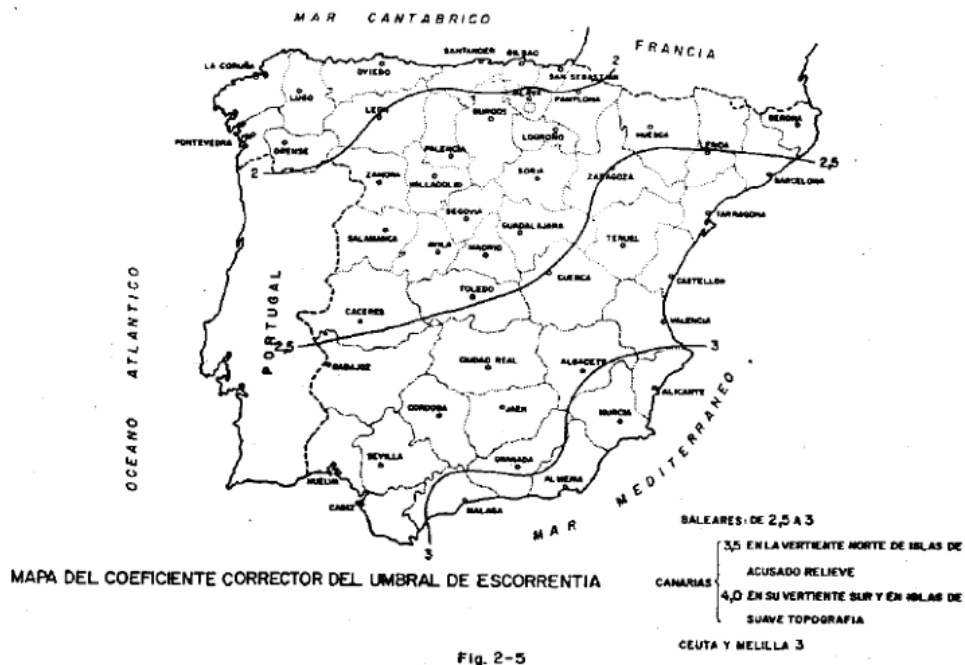 MAR CANTABRICO
FRANCIA
SANTANDER
BILBAO
LA CORUÑA
OVIEDO
SAN SEBASTIAN
2
LUGO
LEON
PAMPLONA
BURGOS
GERONA
PONTEVEDRA
ORENSE
LOGROÑO
HUESCA
PALENCIA
LERIDA
2
2,5
ZAMORA
VALLADOLID
SORIA
ZARAGOZA
BARCELONA
SEGOVIA
TARRAGONA
SALAMANCA
GUADALAJARA
AVILA
MADRID
TERUEL
CUENCA
CASTELLON
TOLEDO
OCEANO ATLANTICO
PORTUGAL
CACERES
VALENCIA
2,5
3
BADAJOZ
CIUDAD REAL
ALBACETE
ALICANTE
CORDOBA
JAEN
MURCIA
SEVILLA
GRANADA
HUELVA
ALMERIA
CADIZ
MALAGA
MAR MEDITERRANEO
3
BALEARES: DE 2,5 A 3
MAPA DEL COEFICIENTE CORRECTOR DEL UMBRAL DE ESCORRENTIA
CANARIAS
3,5 EN LA VERTIENTE NORTE DE ISLAS DE
ACUSADO RELIEVE
4,0 EN SU VERTIENTE SUR Y EN ISLAS DE
SUAVE TOPOGRAFIA
CEUTA Y MELILLA 3
Fig. 2-5